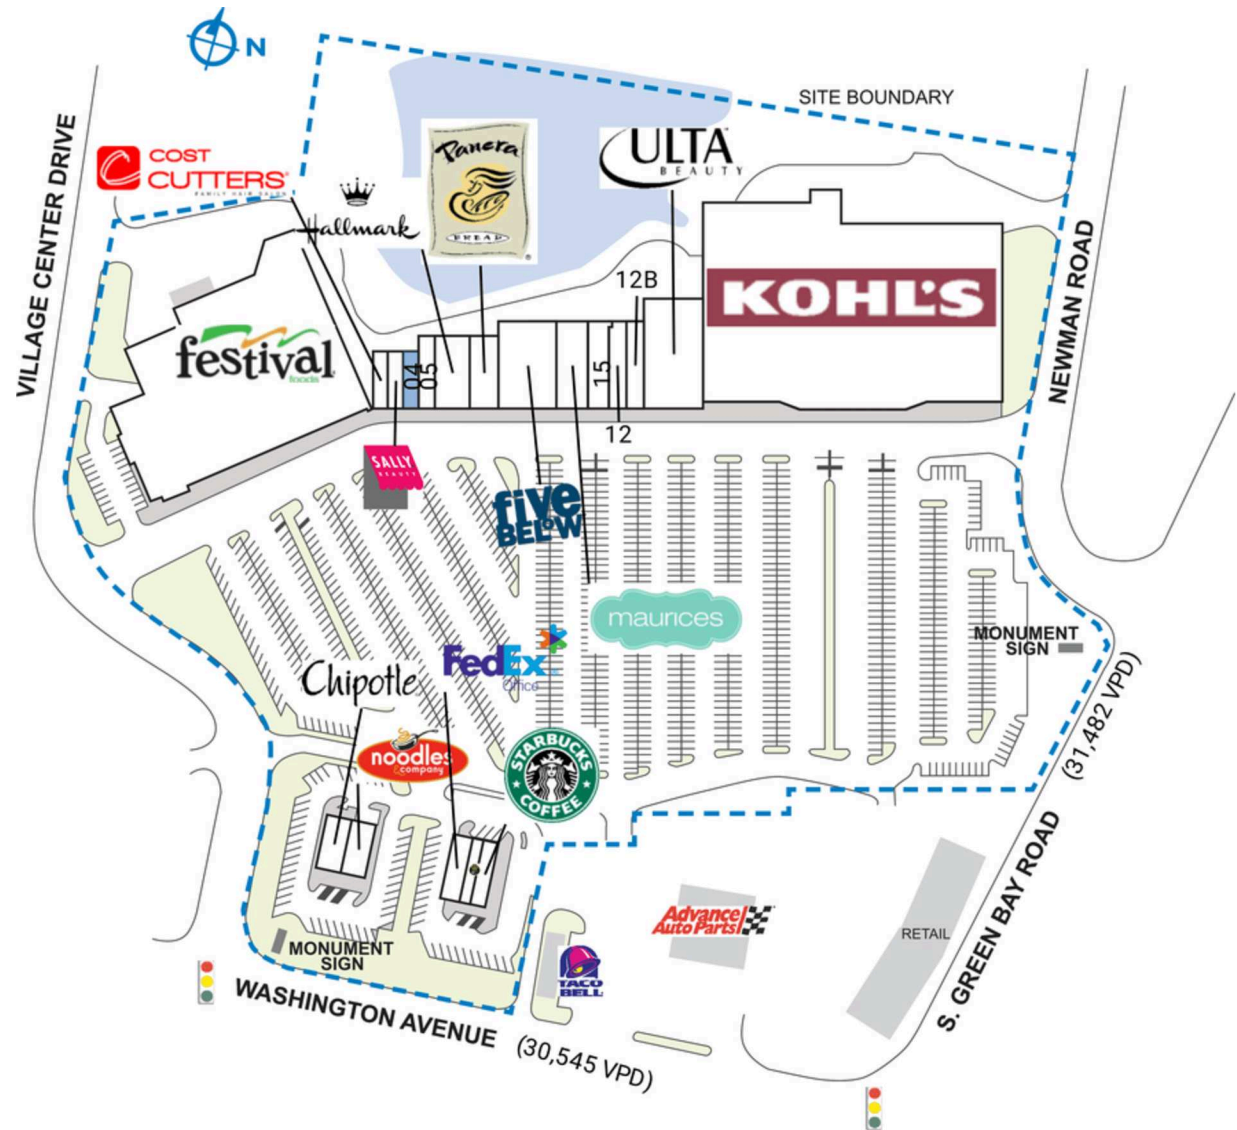 N
SITE BOUNDARY
VILLAGE CENTER DRIVE
COST
CUTTERS
FAMILY HAIR SALON
Hallmark
Panera
BREAD
ULTA
BEAUTY
NEWMAN ROAD
12B
KOHL'S
festival
foods
04
05
15
12
SALLY
BEAUTY
five
BELOW
maurices
MONUMENT
SIGN
FedEx
Office
Chipotle
noodles
& company
STARBUCKS
COFFEE
(31,482 VPD)
S. GREEN BAY ROAD
Advance
Auto Parts
RETAIL
MONUMENT
SIGN
TACO
BELL
WASHINGTON AVENUE (30,545 VPD)